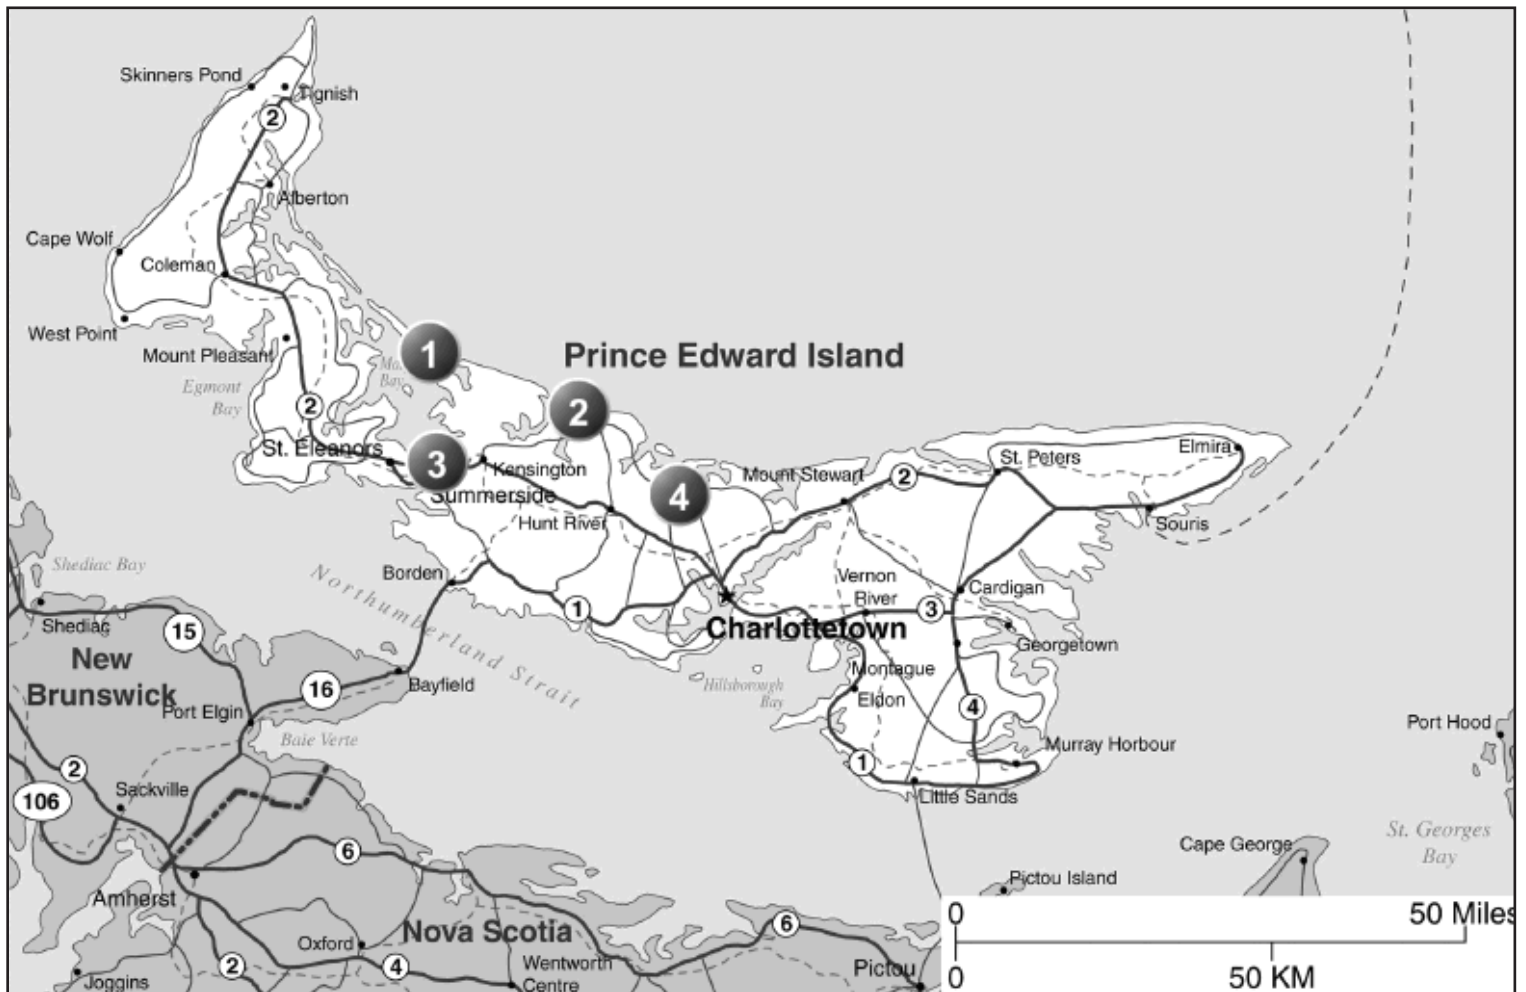 Skinners Pond
Tignish
2
Alberton
Cape Wolf
Coleman
West Point
Mount Pleasant
1
Prince Edward Island
Bay
Egmont
Bay
2
2
St. Eleanors
3
Kensington
Summerside
4
Mount Stewart
2
St. Peters
Elmira
Hunt River
Souris
Shediac Bay
Borden
Northumberland Strait
Vernon
River
Cardigan
1
3
Shediac
15
Charlottetown
Georgetown
New
Brunswick
16
Bayfield
Hillsborough
Bay
Montague
Eldon
4
Port Elgin
Baie Verte
Port Hood
Murray Harbour
2
1
106
Sackville
Little Sands
St. Georges
Bay
6
Cape George
Amherst
Pictou Island
Nova Scotia
6
0
50 Miles
Oxford
2
4
Wentworth
Centre
Pictou
0
50 KM
Joggins